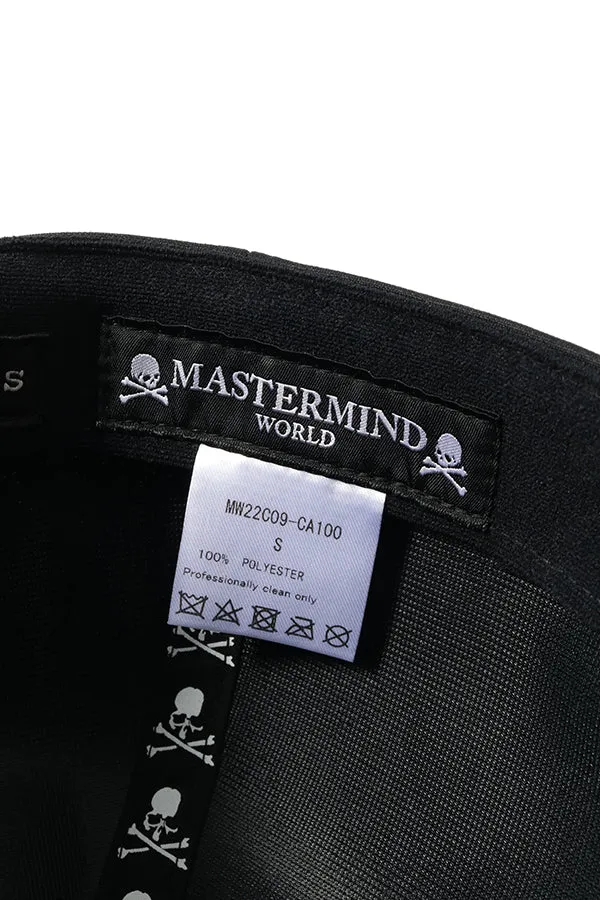 S
MASTERMIND
WORLD
MW22C09-CA100
S
100% POLYESTER
Professionally clean only